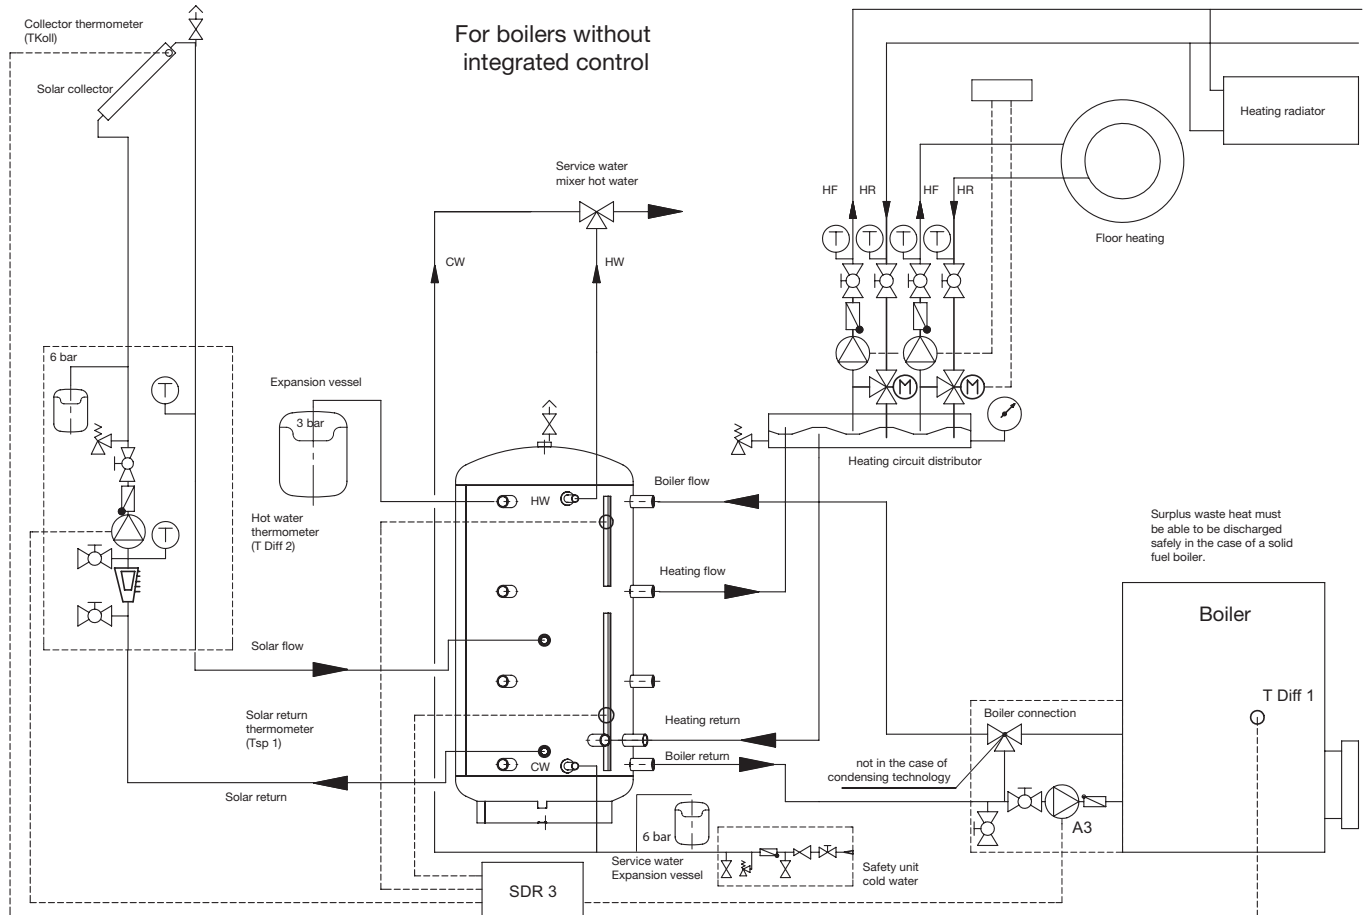 Collector thermometer
(TKoll)
For boilers without
integrated control
Solar collector
Heating radiator
Service water
mixer hot water
HF
HR
HF
HR
T
T
T
T
Floor heating
CW
HW
6 bar
T
Expansion vessel
3 bar
M
M
Heating circuit distributor
Boiler flow
HW
Hot water
thermometer
(T Diff 2)
T
Surplus waste heat must
be able to be discharged
safely in the case of a solid
fuel boiler.
Heating flow
Boiler
Solar flow
T Diff 1
Solar return
thermometer
(Tsp 1)
Heating return
Boiler connection
Boiler return
CW
not in the case of
condensing technology
Solar return
A3
6 bar
Service water
Expansion vessel
Safety unit
cold water
SDR 3